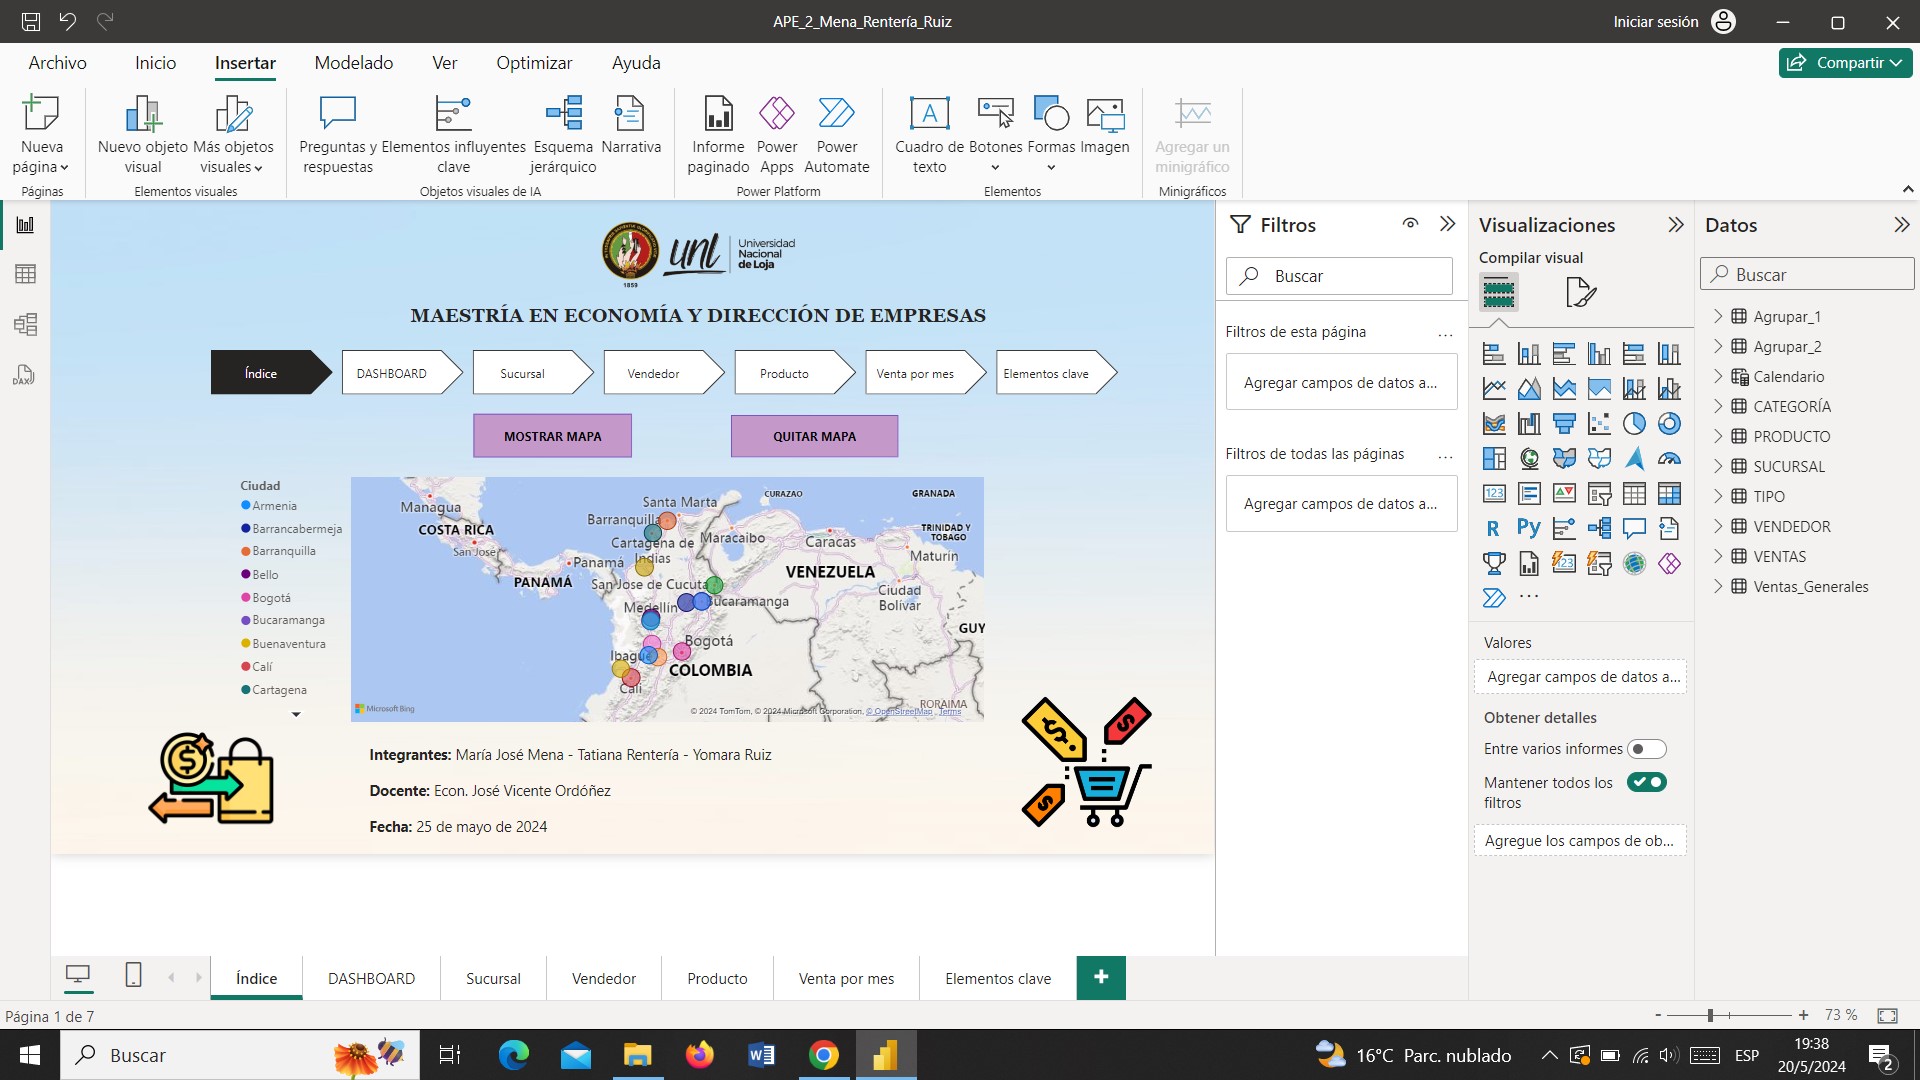 APE_2_Mena_Rentería_Ruiz
Iniciar sesión
Archivo
Inicio
Insertar
Modelado
Ver
Optimizar
Ayuda
Compartir
Nueva página
Nuevo objeto visual
Más objetos visuales
Preguntas y respuestas
Elementos influyentes clave
Esquema jerárquico
Narrativa
Informe paginado
Power Apps
Power Automate
Cuadro de texto
Botones
Formas
Imagen
Agregar un minigráfico
Páginas
Elementos visuales
Objetos visuales de IA
Power Platform
Elementos
Minigráficos
1859
unl
Universidad
Nacional
de Loja
MAESTRÍA EN ECONOMÍA Y DIRECCIÓN DE EMPRESAS
Índice
DASHBOARD
Sucursal
Vendedor
Producto
Venta por mes
Elementos clave
MOSTRAR MAPA
QUITAR MAPA
Ciudad
Armenia
Barrancabermeja
Barranquilla
Bello
Bogotá
Bucaramanga
Buenaventura
Calí
Cartagena
Managua
COSTA RICA
San José
PANAMÁ
Panamá
Santa Marta
Barranquilla
Cartagena de Indias
Maracaibo
CURAZAO
GRANADA
TRINIDAD Y TOBAGO
Caracas
Maturín
VENEZUELA
San Jose de Cucuta
Ciudad Bolívar
Medellín
Bucaramanga
Bogotá
GUY
Ibagué
COLOMBIA
Cali
RORAIMA
Microsoft Bing
© 2024 TomTom, © 2024 Microsoft Corporation, © OpenStreetMap Terms
Integrantes: María José Mena - Tatiana Rentería - Yomara Ruiz
Docente: Econ. José Vicente Ordóñez
Fecha: 25 de mayo de 2024
Filtros
Buscar
Filtros de esta página
...
Agregar campos de datos a...
Filtros de todas las páginas
...
Agregar campos de datos a...
Visualizaciones
Compilar visual
123
R
Py
123
...
Valores
Agregar campos de datos a...
Obtener detalles
Entre varios informes
Mantener todos los filtros
Agregue los campos de ob...
Datos
Buscar
Agrupar_1
Agrupar_2
Calendario
CATEGORÍA
PRODUCTO
SUCURSAL
TIPO
VENDEDOR
VENTAS
Ventas_Generales
DAX
Índice
DASHBOARD
Sucursal
Vendedor
Producto
Venta por mes
Elementos clave
+
Página 1 de 7
- + 73 %
Buscar
16°C Parc. nublado
ESP
19:38
20/5/2024
2